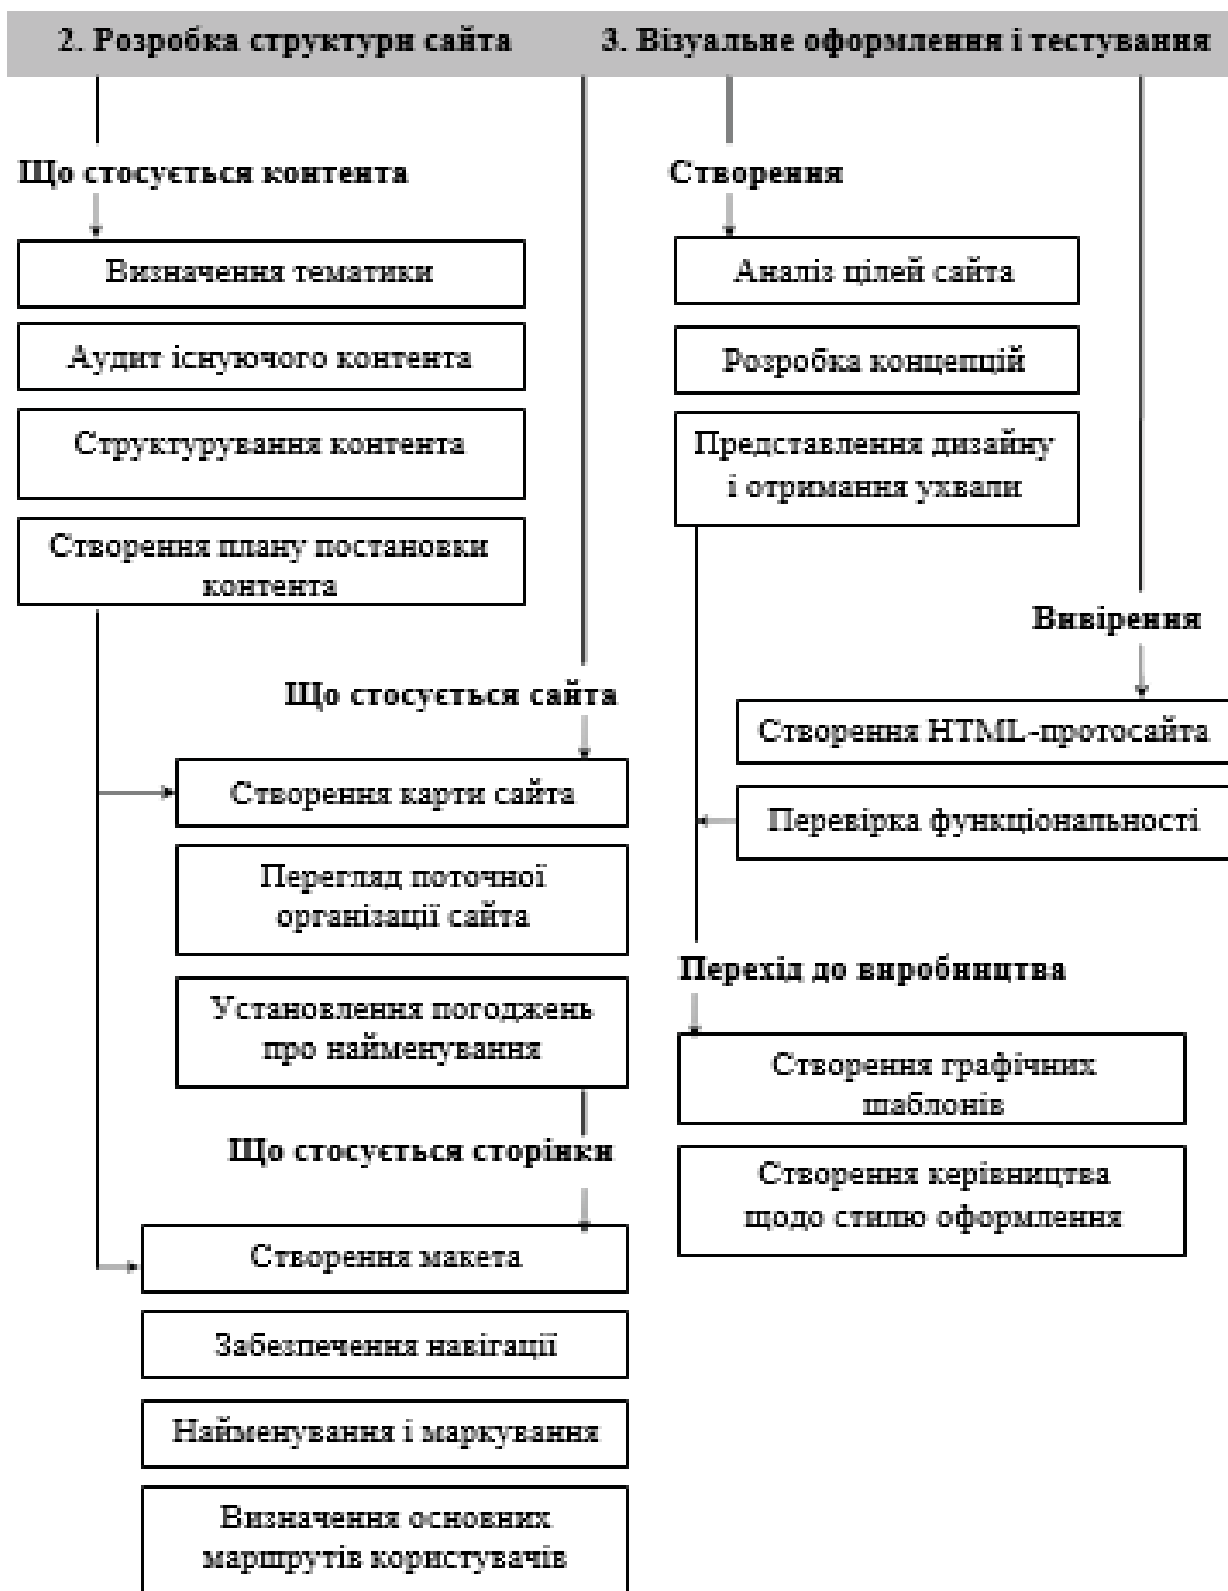 2. Розробка структури сайта
Що стосується контента
Визначення тематики
Аудит існуючого контента
Структурування контента
Створення плану постановки
контента
Що стосується сайта
Створення карти сайта
Перегляд поточної
організації сайта
Установлення погоджень
про найменування
Що стосується сторінки
Створення макета
Забезпечення навігації
Найменування і маркування
Визначення основних
маршрутів користувачів
3. Візуальне оформлення і тестування
Створення
Аналіз цілей сайта
Розробка концепцій
Представлення дизайну
і отримання ухвали
Вивірення
Створення HTML-протосайта
Перевірка функціональності
Перехід до виробництва
Створення графічних
шаблонів
Створення керівництва
щодо стилю оформлення